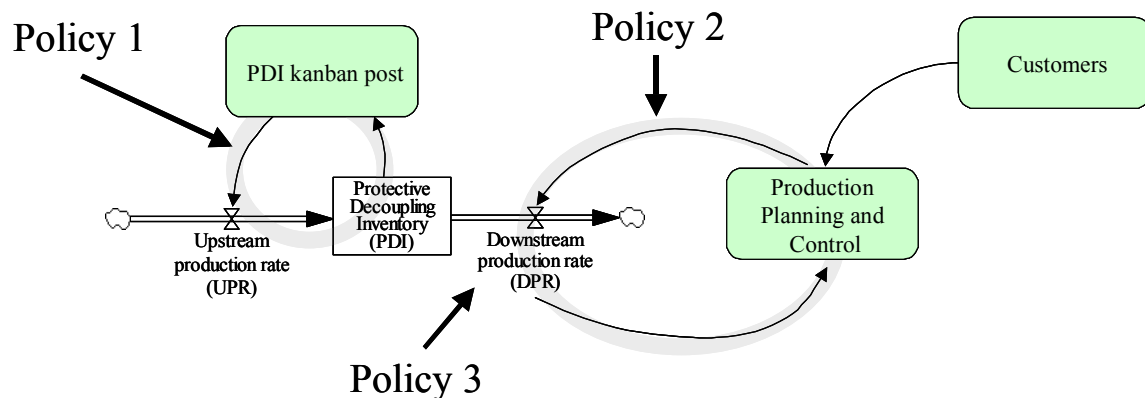 Policy 1
Policy 2
PDI kanban post
Customers
Protective
Decoupling
Inventory
(PDI)
Production
Planning and
Control
Upstream
production rate
(UPR)
Downstream
production rate
(DPR)
Policy 3